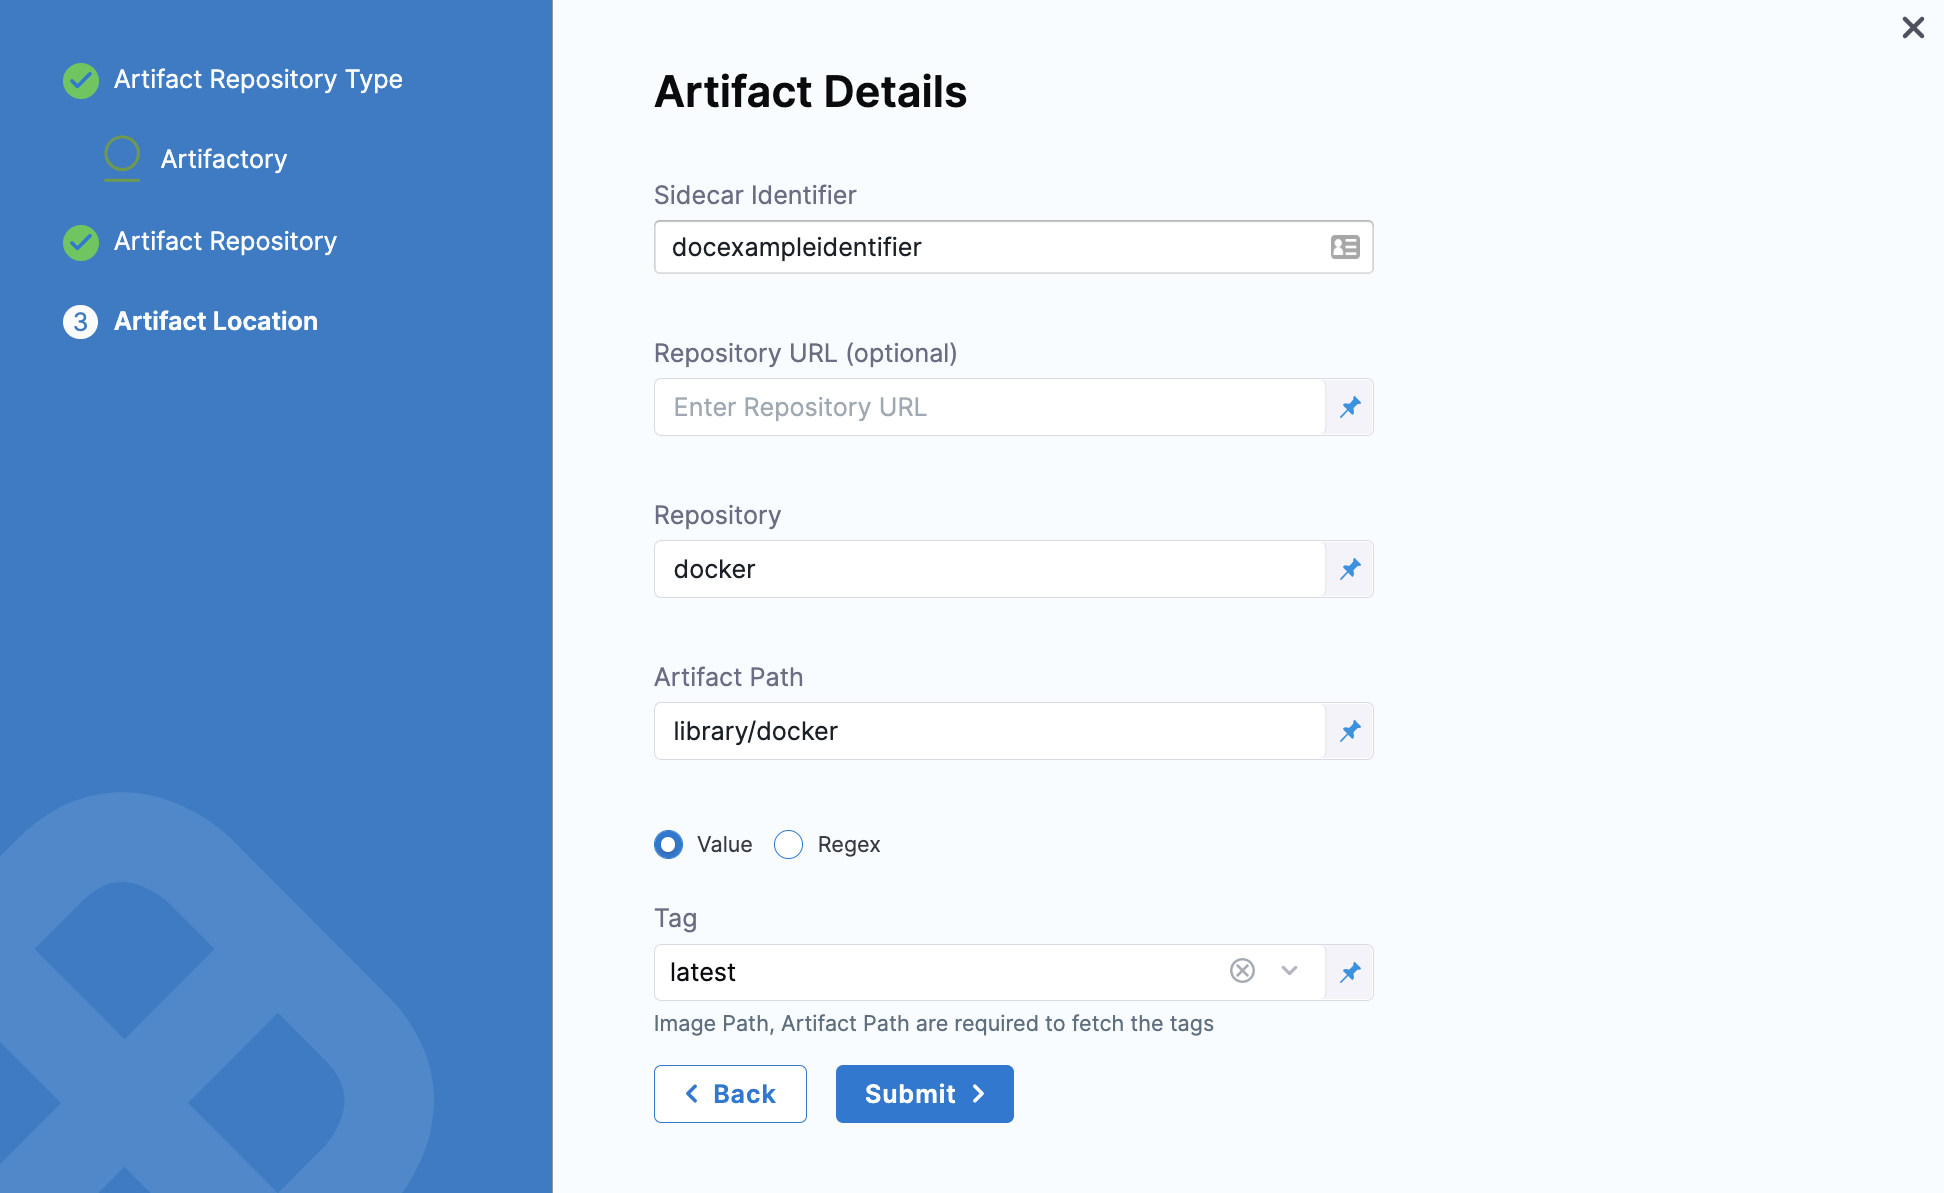 Artifact Repository Type
Artifactory
Artifact Repository
3 Artifact Location
Artifact Details
Sidecar Identifier
docexampleidentifier
Repository URL (optional)
Enter Repository URL
Repository
docker
Artifact Path
library/docker
Value Regex
Tag
latest
Image Path, Artifact Path are required to fetch the tags
Back Submit